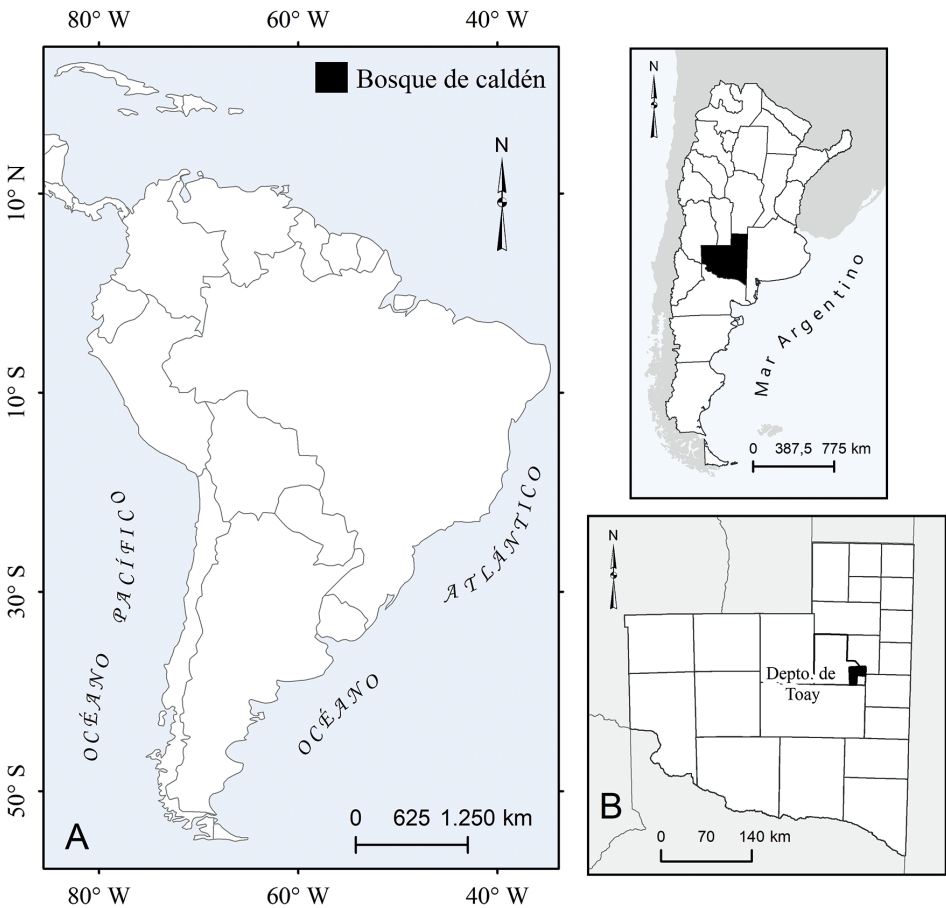 80° W
60° W
40° W
Bosque de caldén
N
10° N
10° S
30° S
50° S
OCÉANO PACÍFICO
OCÉANO ATLÁNTICO
0 625 1.250 km
A
80° W
60° W
40° W
N
Mar Argentino
0 387,5 775 km
N
Depto. de
Toay
B
0 70 140 km